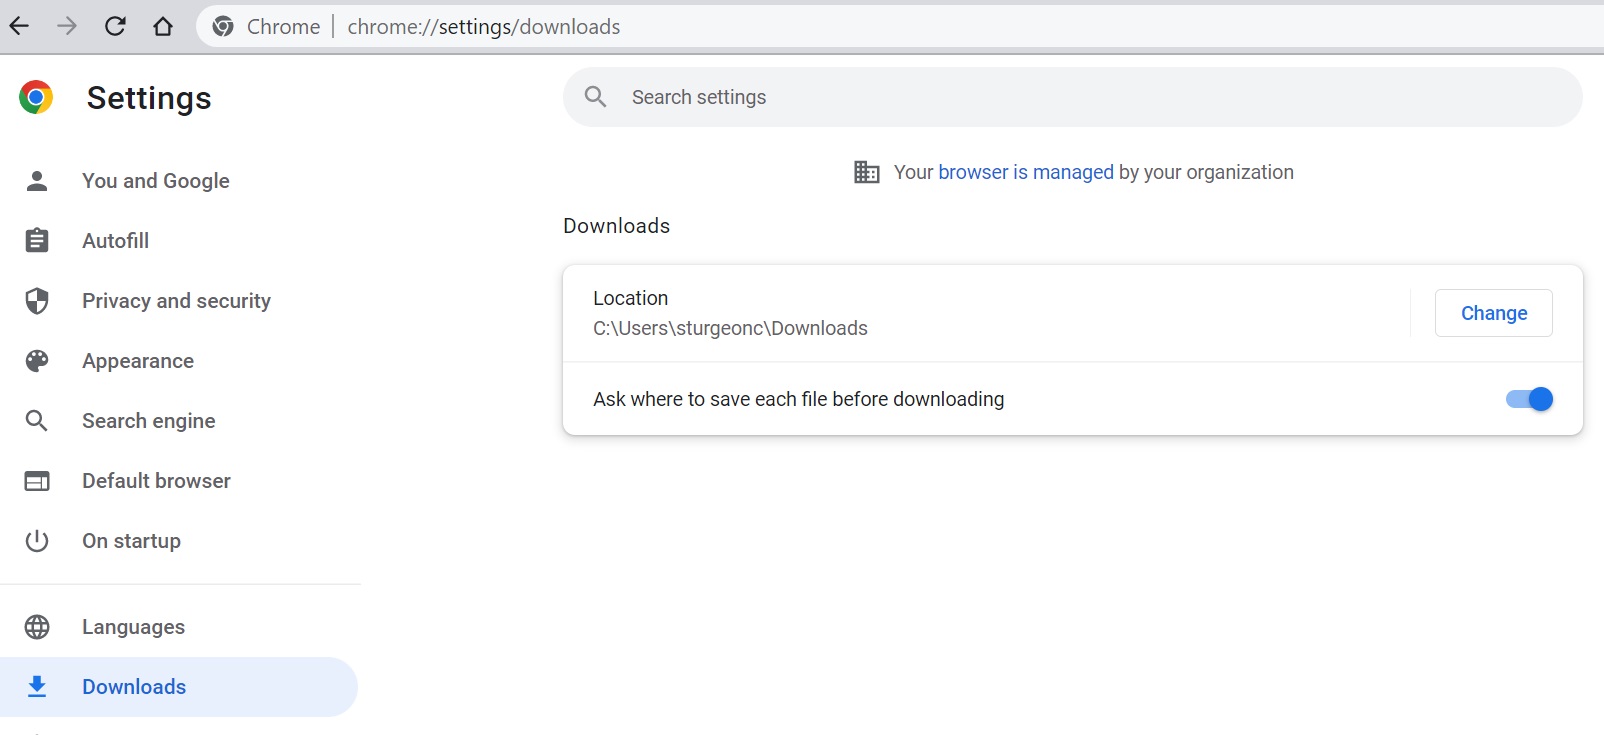 Chrome | chrome://settings/downloads
Settings
Search settings
You and Google
Autofill
Privacy and security
Appearance
Search engine
Default browser
On startup
Languages
Downloads
Your browser is managed by your organization
Downloads
Location
C:\Users\sturgeonc\Downloads
Change
Ask where to save each file before downloading